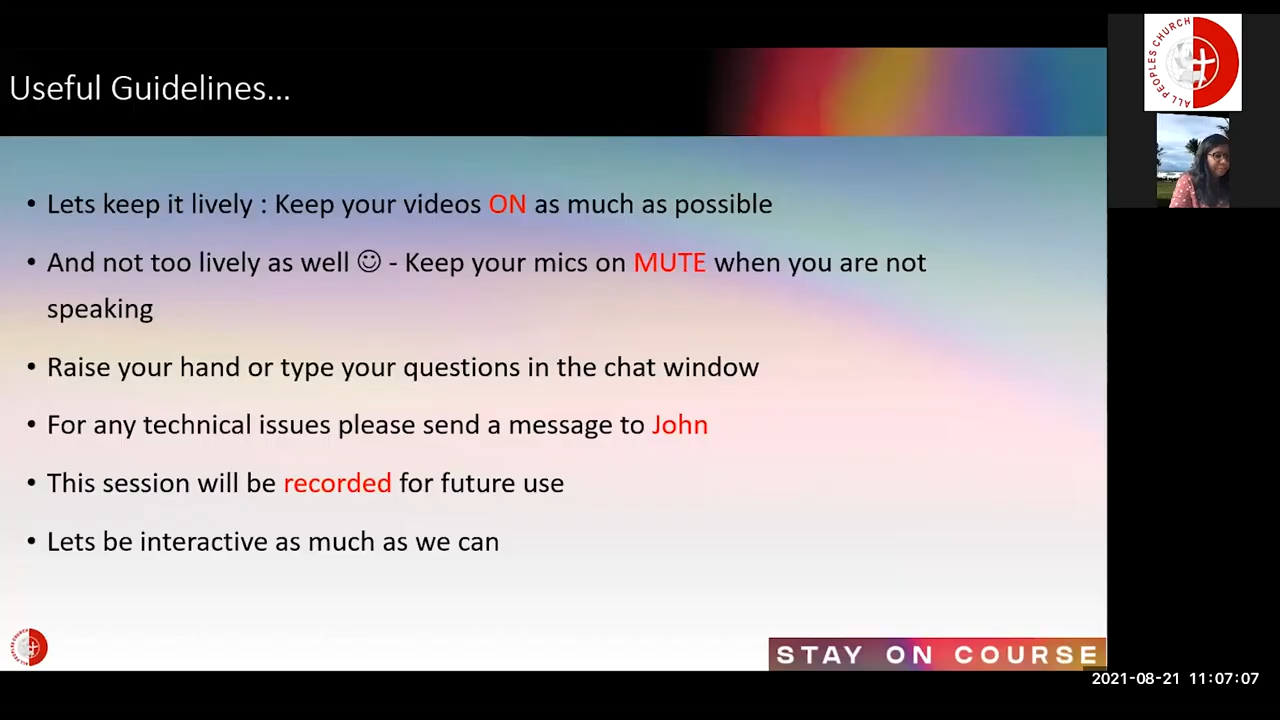 Useful Guidelines...
• Lets keep it lively : Keep your videos ON as much as possible
• And not too lively as well ☺ - Keep your mics on MUTE when you are not
speaking
• Raise your hand or type your questions in the chat window
• For any technical issues please send a message to John
• This session will be recorded for future use
• Lets be interactive as much as we can
STAY ON COURSE
ALL PEOPLES CHURCH
2021-08-21 11:07:07